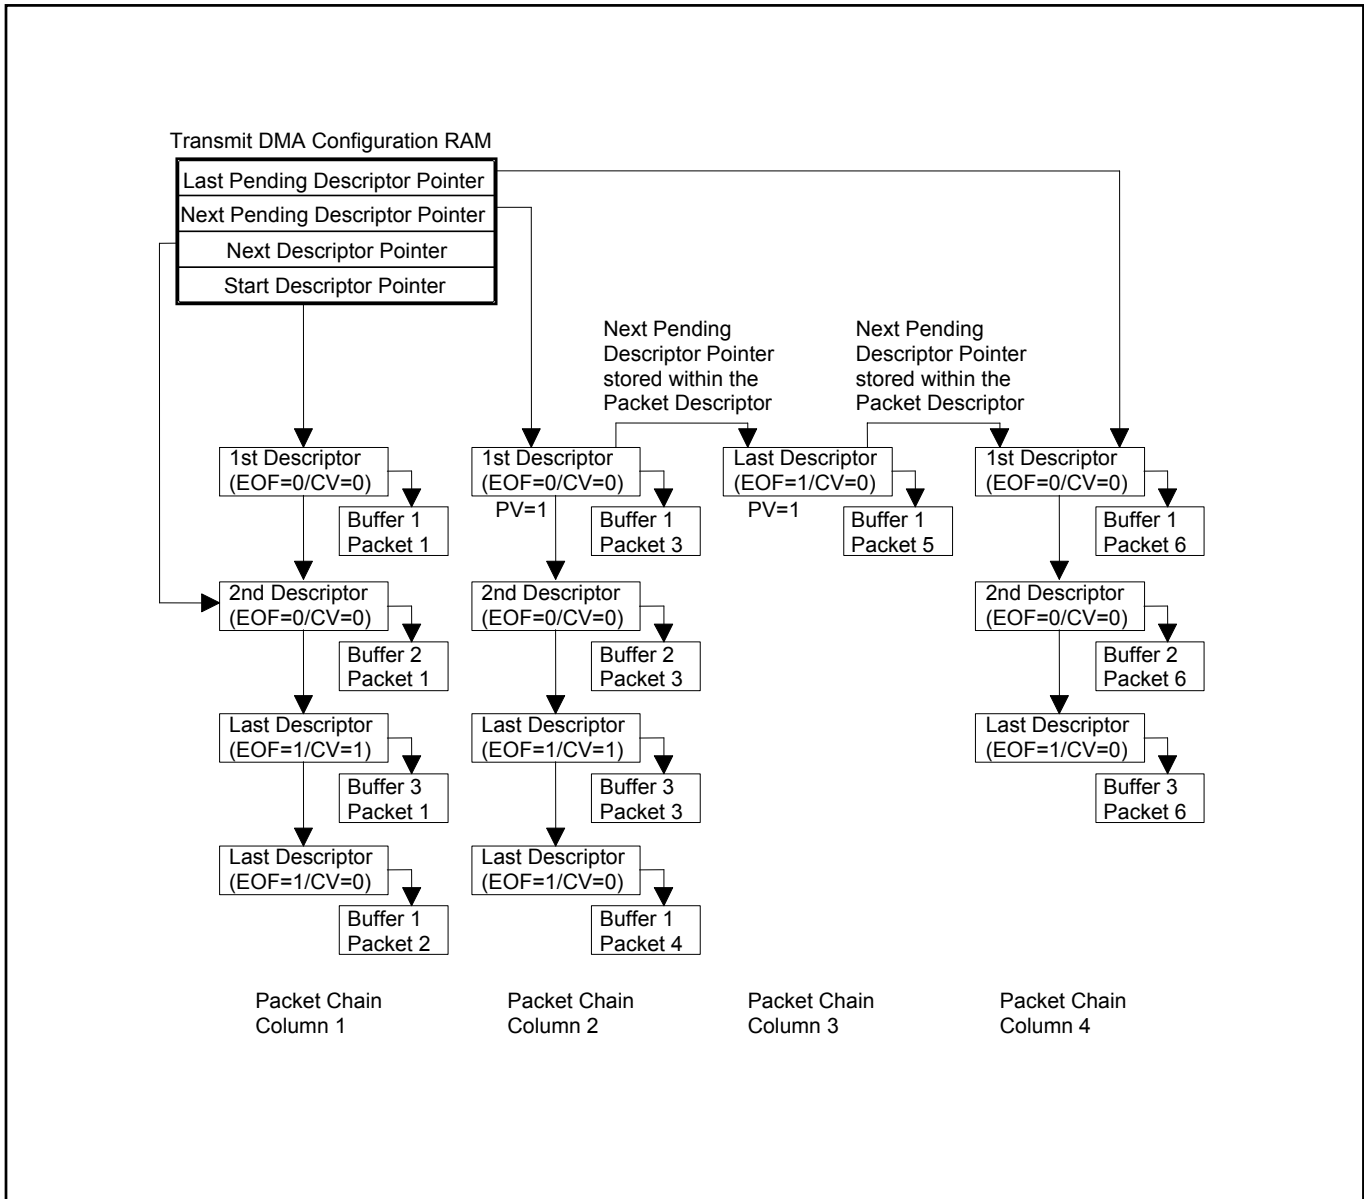 Transmit DMA Configuration RAM
Last Pending Descriptor Pointer
Next Pending Descriptor Pointer
Next Descriptor Pointer
Start Descriptor Pointer
Next Pending
Descriptor Pointer
stored within the
Packet Descriptor
Next Pending
Descriptor Pointer
stored within the
Packet Descriptor
1st Descriptor
(EOF=0/CV=0)
Buffer 1
Packet 1
2nd Descriptor
(EOF=0/CV=0)
Buffer 2
Packet 1
Last Descriptor
(EOF=1/CV=1)
Buffer 3
Packet 1
Last Descriptor
(EOF=1/CV=0)
Buffer 1
Packet 2
Packet Chain
Column 1
1st Descriptor
(EOF=0/CV=0)
PV=1
Buffer 1
Packet 3
2nd Descriptor
(EOF=0/CV=0)
Buffer 2
Packet 3
Last Descriptor
(EOF=1/CV=1)
Buffer 3
Packet 3
Last Descriptor
(EOF=1/CV=0)
Buffer 1
Packet 4
Packet Chain
Column 2
Last Descriptor
(EOF=1/CV=0)
PV=1
Buffer 1
Packet 5
Packet Chain
Column 3
1st Descriptor
(EOF=0/CV=0)
Buffer 1
Packet 6
2nd Descriptor
(EOF=0/CV=0)
Buffer 2
Packet 6
Last Descriptor
(EOF=1/CV=0)
Buffer 3
Packet 6
Packet Chain
Column 4